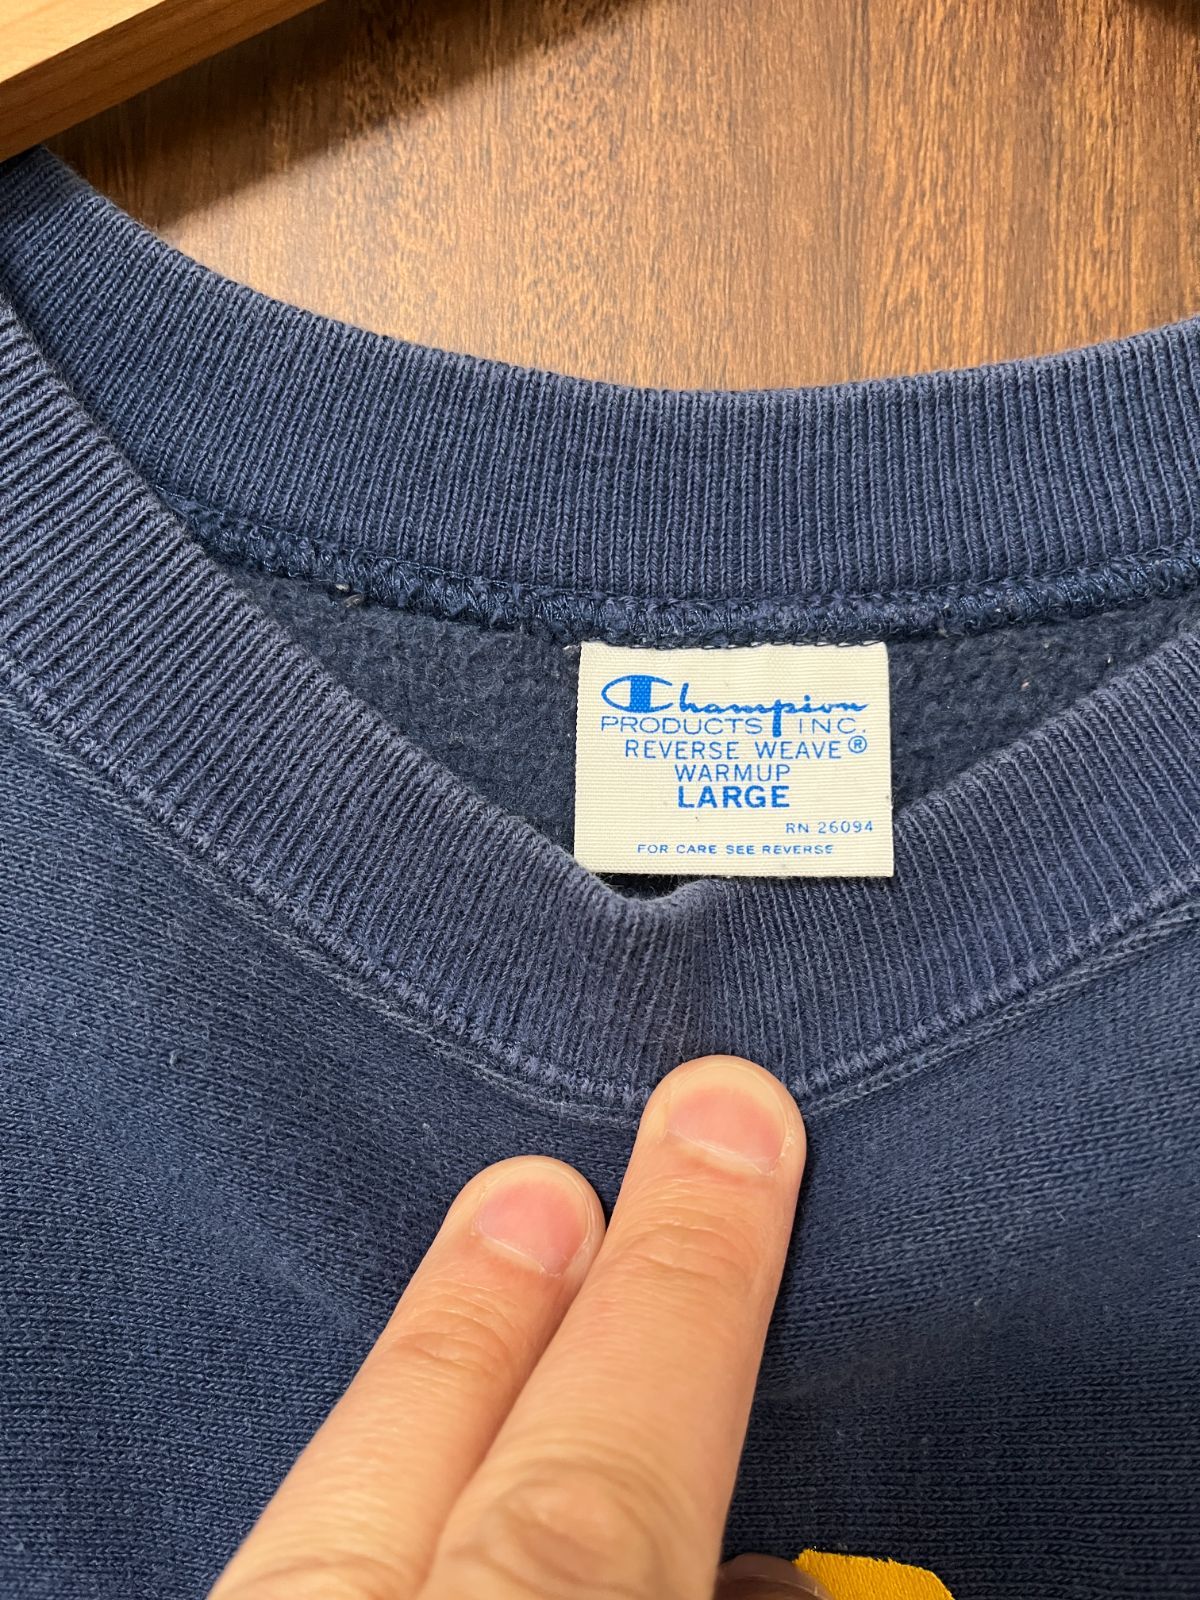 Champion
PRODUCTS INC.
REVERSE WEAVE®
WARMUP
LARGE
RN 26094
FOR CARE SEE REVERSE